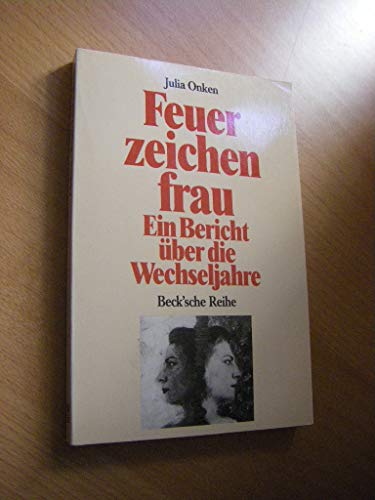 Julia Onken
Feuer
zeichen
frau
Ein Bericht
über die
Wechseljahre
Beck'sche Reihe